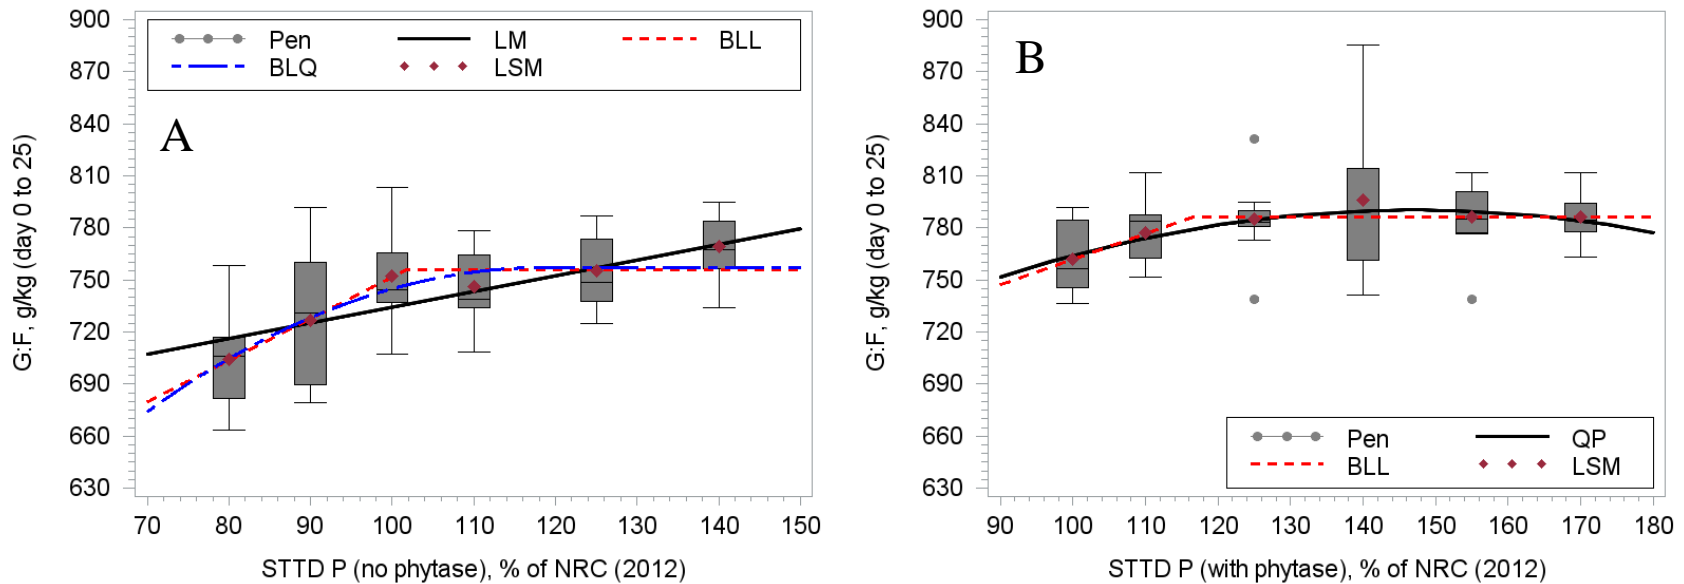 900
870
840
810
780
750
720
690
660
630
G:F, g/kg (day 0 to 25)
Pen LM BLL
BLQ LSM
A
70 80 90 100 110 120 130 140 150
STTD P (no phytase), % of NRC (2012)
900
870
840
810
780
750
720
690
660
630
G:F, g/kg (day 0 to 25)
B
Pen QP
BLL LSM
90 100 110 120 130 140 150 160 170 180
STTD P (with phytase), % of NRC (2012)